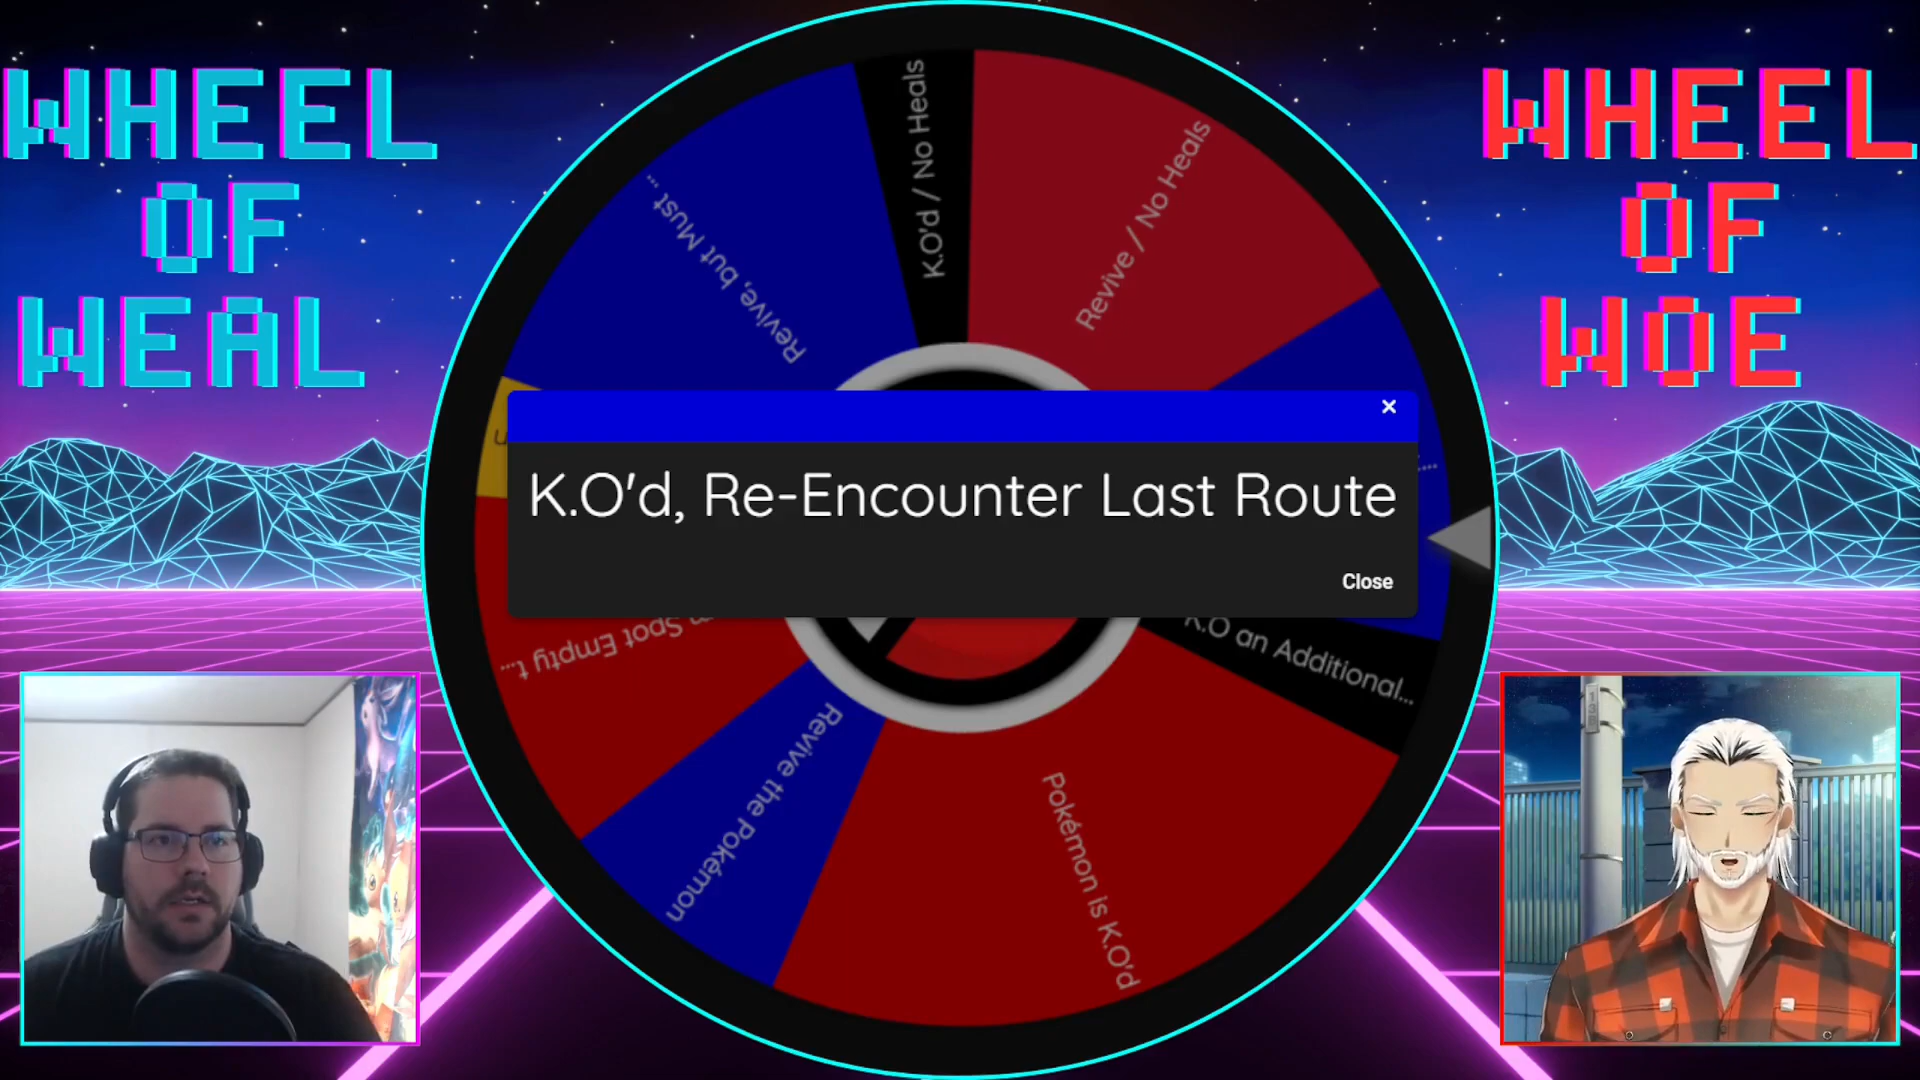 WHEEL
OF
WEAL
WHEEL
OF
WOE
K.O'd / No Heals
Revive / No Heals
Revive, but Must ...
K.O'd, Re-Encounter Last Route
Close
K.O an Additional...
Spot Empty t...
Revive the Pokémon
Pokémon is K.O'd